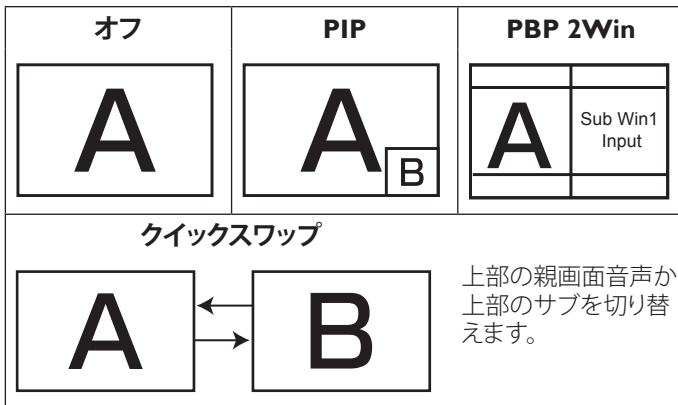 オフ
PIP
PBP 2Win
A
A
B
A
Sub Win1
Input
クイックスワップ
A
B
上部の親画面音声か
上部のサブを切り替
えます。